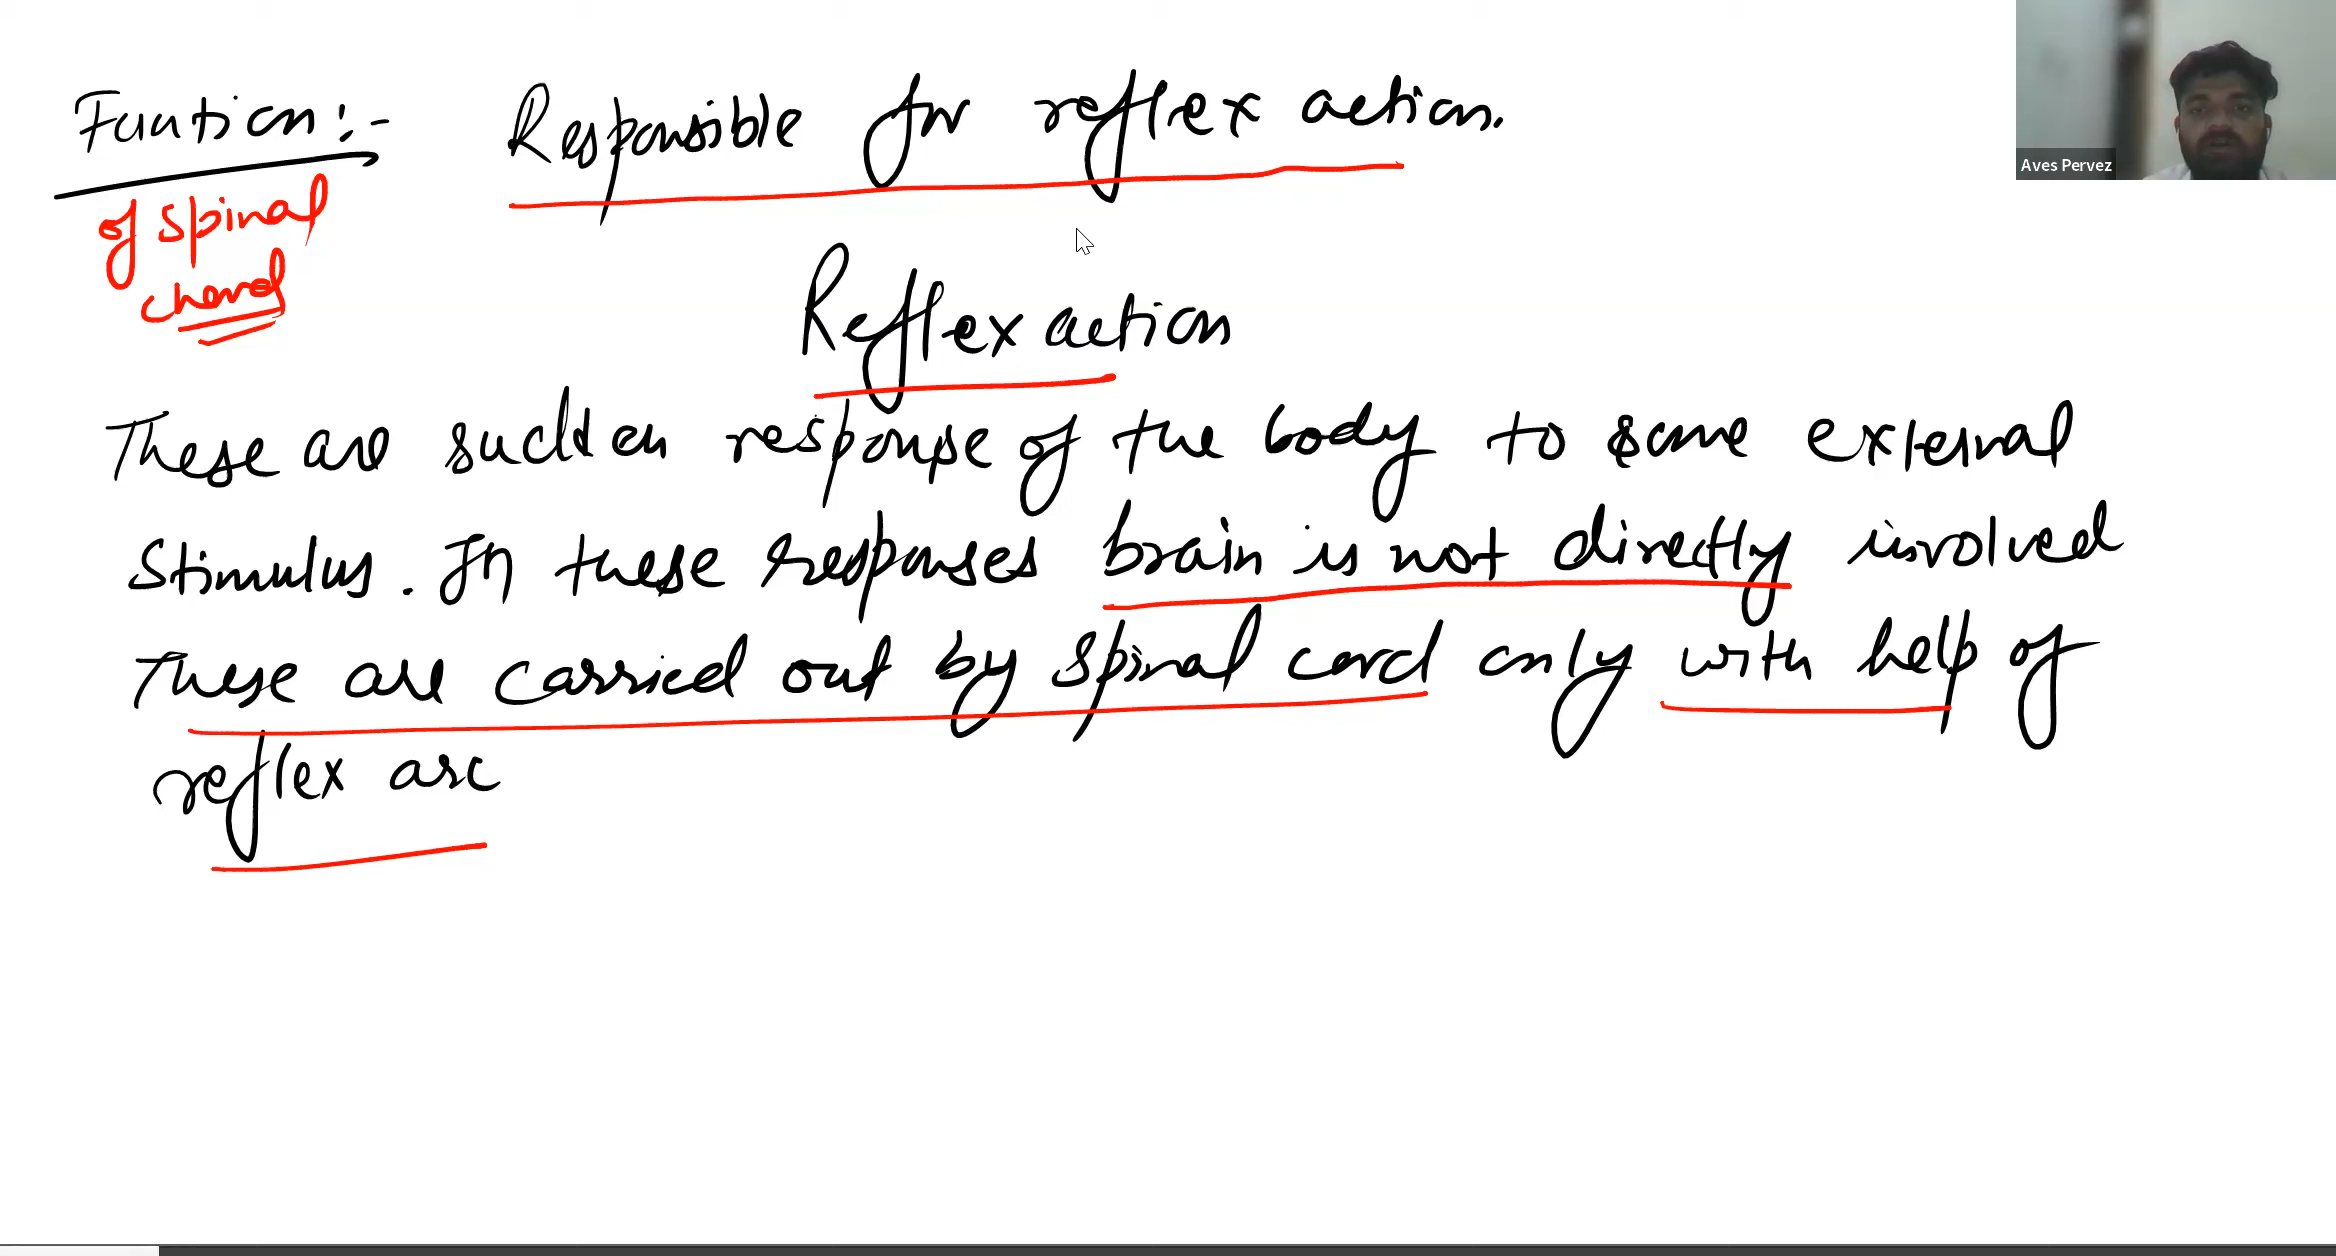 Function :- Responsible for reflex action.
of spinal
chord
Reflex action
These are sudden response of the body to some external
Stimulus. In these responses brain is not directly involved
These are carried out by spinal cord only with help of
reflex arc
Aves Pervez